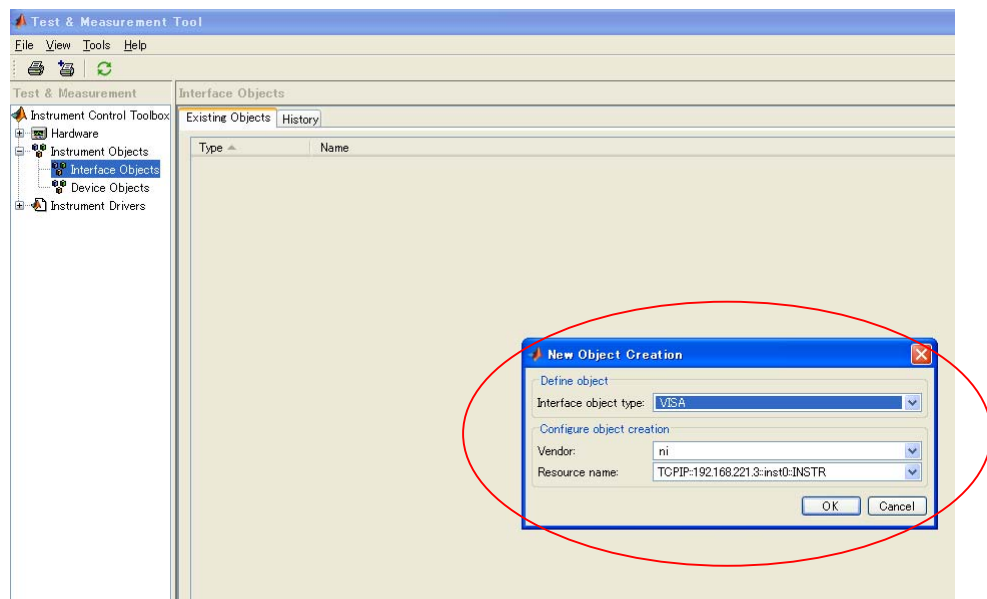 Test & Measurement Tool
File View Tools Help
Test & Measurement
Interface Objects
Instrument Control Toolbox
Hardware
Instrument Objects
Interface Objects
Device Objects
Instrument Drivers
Existing Objects History
Type Name
New Object Creation
Define object
Interface object type: VISA
Configure object creation
Vendor: ni
Resource name: TCPIP::192.168.221.3::inst0::INSTR
OK Cancel